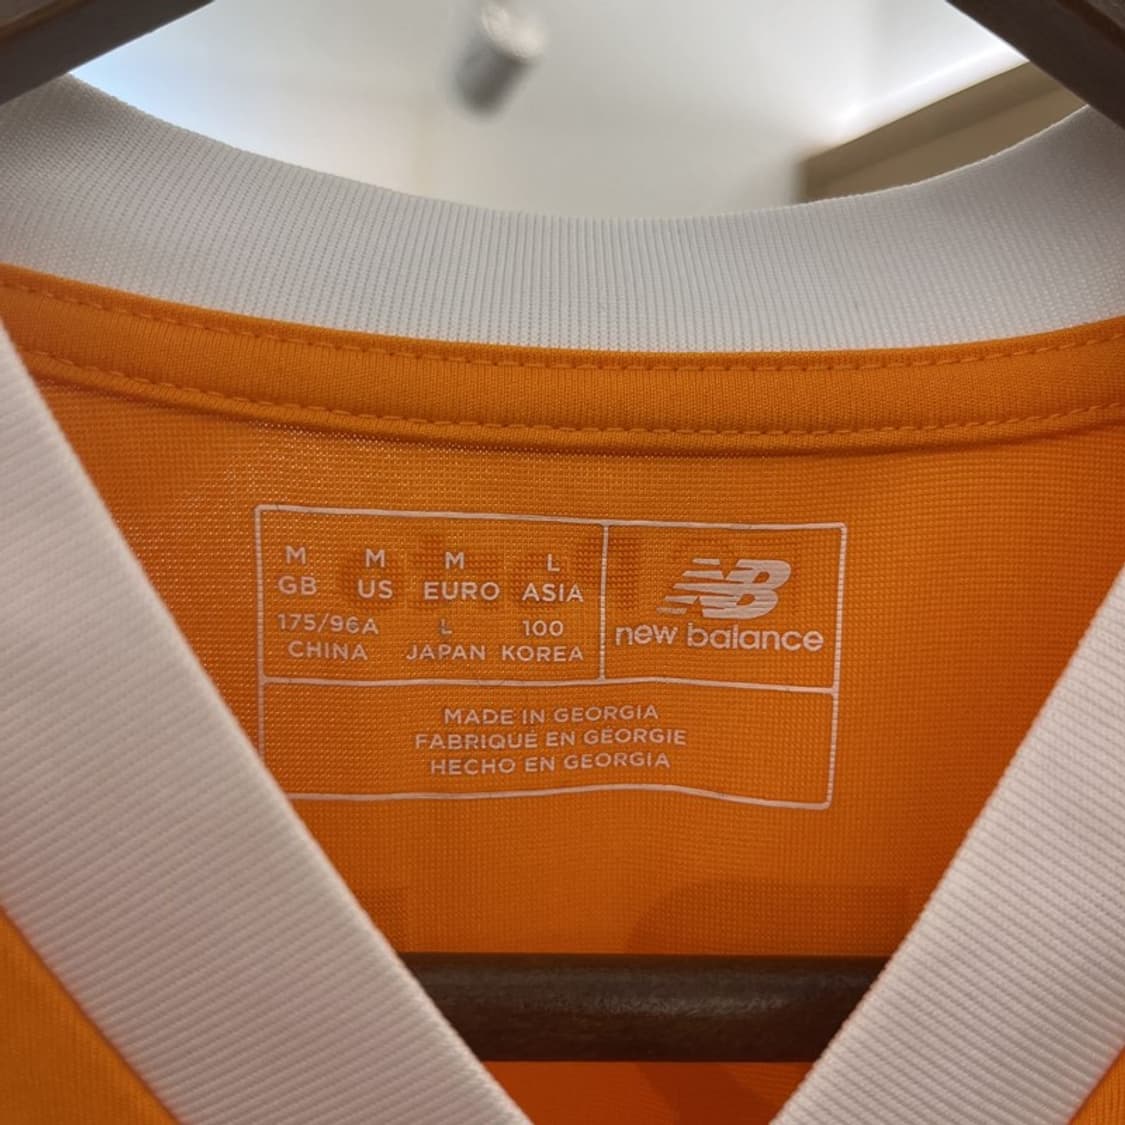 M M M L
GB US EURO ASIA
175/96A L 100
CHINA JAPAN KOREA
NB
new balance
MADE IN GEORGIA
FABRIQUÉ EN GÉORGIE
HECHO EN GEORGIA